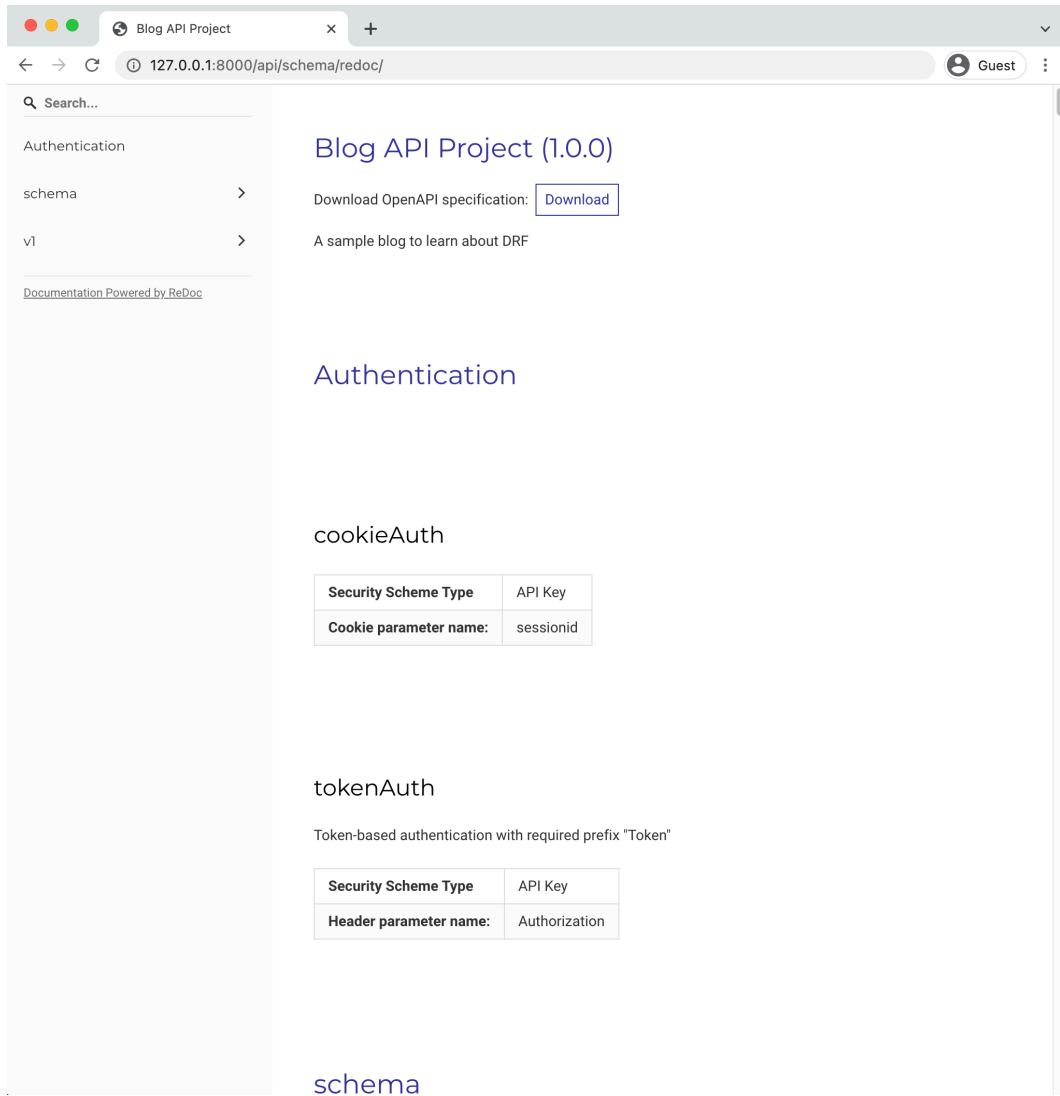 Blog API Project
127.0.0.1:8000/api/schema/redoc/
Guest
Search...
Authentication
schema
v1
Documentation Powered by ReDoc
Blog API Project (1.0.0)
Download OpenAPI specification: Download
A sample blog to learn about DRF
Authentication
cookieAuth
Security Scheme Type API Key
Cookie parameter name: sessionid
tokenAuth
Token-based authentication with required prefix "Token"
Security Scheme Type API Key
Header parameter name: Authorization
schema